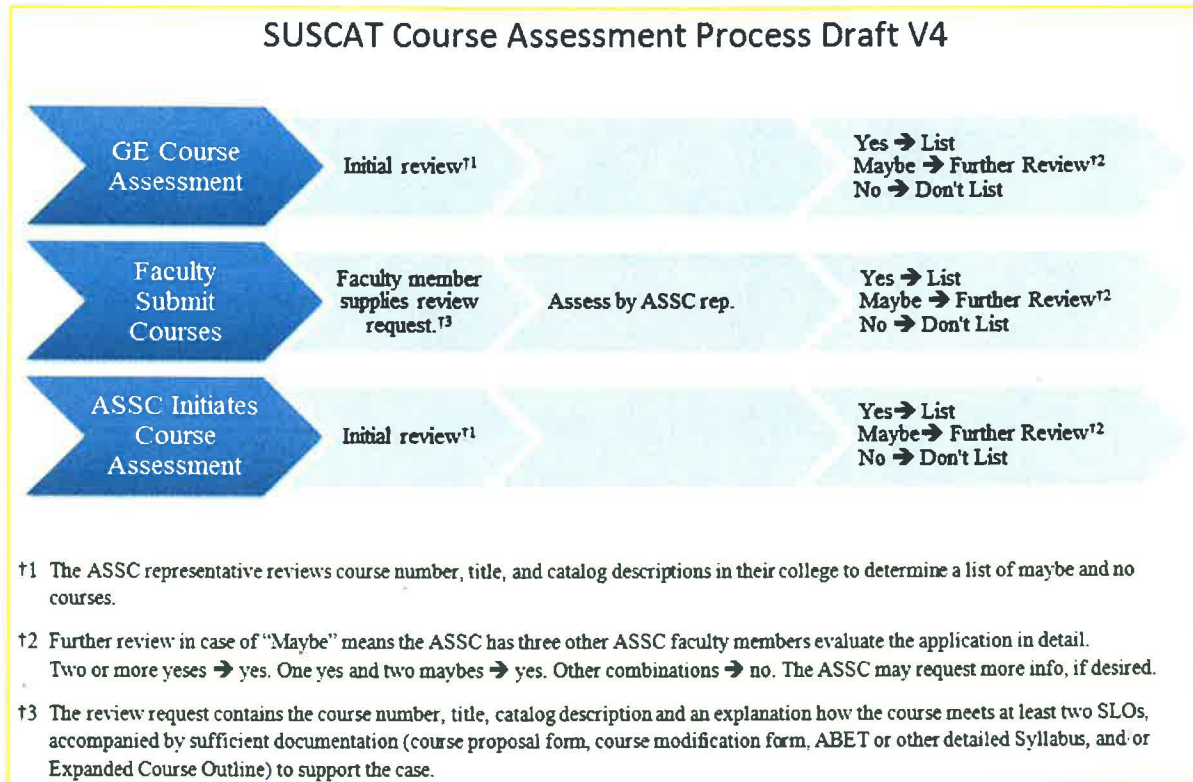 SUSCAT Course Assessment Process Draft V4
GE Course
Assessment
Initial review†1
Yes ➔ List
Maybe ➔ Further Review†2
No ➔ Don't List
Faculty
Submit
Courses
Faculty member
supplies review
request.†3
Assess by ASSC rep.
Yes ➔ List
Maybe ➔ Further Review†2
No ➔ Don't List
ASSC Initiates
Course
Assessment
Initial review†1
Yes➔ List
Maybe➔ Further Review†2
No ➔ Don't List
†1 The ASSC representative reviews course number, title, and catalog descriptions in their college to determine a list of maybe and no
courses.
†2 Further review in case of “Maybe” means the ASSC has three other ASSC faculty members evaluate the application in detail.
Two or more yeses ➔ yes. One yes and two maybes ➔ yes. Other combinations ➔ no. The ASSC may request more info, if desired.
†3 The review request contains the course number, title, catalog description and an explanation how the course meets at least two SLOs,
accompanied by sufficient documentation (course proposal form, course modification form, ABET or other detailed Syllabus, and or
Expanded Course Outline) to support the case.